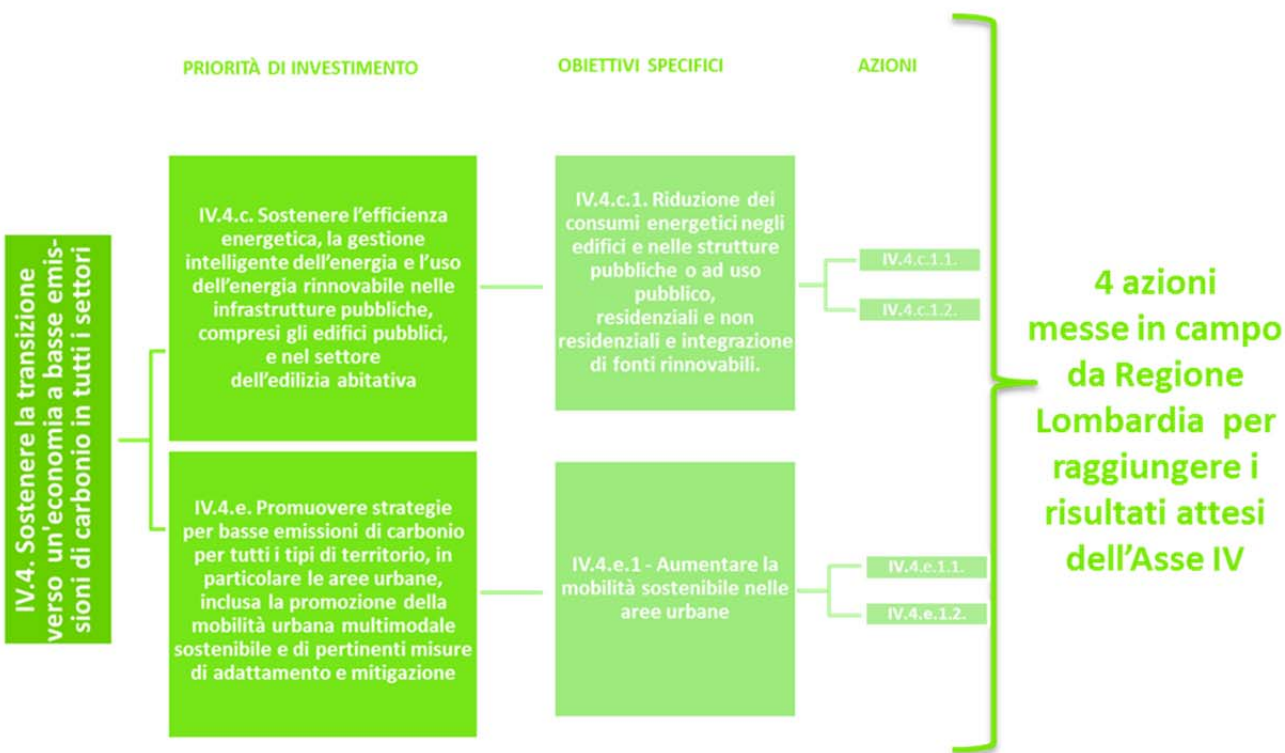 PRIORITÀ DI INVESTIMENTO
OBIETTIVI SPECIFICI
AZIONI
IV.4. Sostenere la transizione
verso un'economia a basse emis-
sioni di carbonio in tutti i settori
IV.4.c. Sostenere l'efficienza
energetica, la gestione
intelligente dell'energia e l'uso
dell'energia rinnovabile nelle
infrastrutture pubbliche,
compresi gli edifici pubblici,
e nel settore
dell'edilizia abitativa
IV.4.c.1. Riduzione dei
consumi energetici negli
edifici e nelle strutture
pubbliche o ad uso
pubblico,
residenziali e non
residenziali e integrazione
di fonti rinnovabili.
IV.4.c.1.1.
IV.4.c.1.2.
IV.4.e. Promuovere strategie
per basse emissioni di carbonio
per tutti i tipi di territorio, in
particolare le aree urbane,
inclusa la promozione della
mobilità urbana multimodale
sostenibile e di pertinenti misure
di adattamento e mitigazione
IV.4.e.1 - Aumentare la
mobilità sostenibile nelle
aree urbane
IV.4.e.1.1.
IV.4.e.1.2.
4 azioni
messe in campo
da Regione
Lombardia per
raggiungere i
risultati attesi
dell'Asse IV